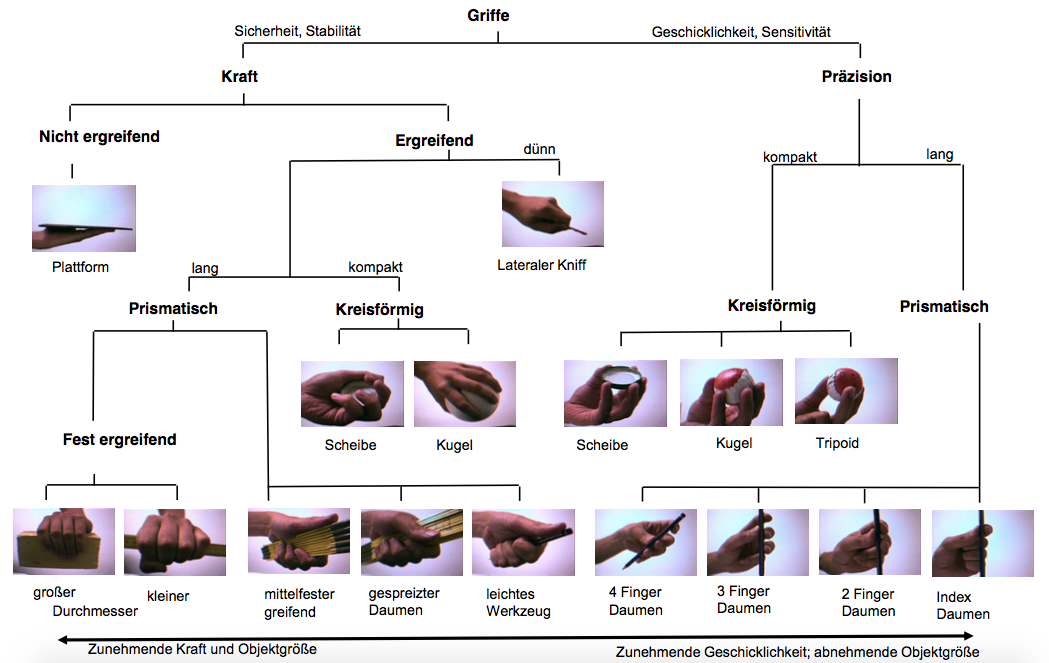 Griffe
Sicherheit, Stabilität
Geschicklichkeit, Sensitivität
Kraft
Präzision
Nicht ergreifend
Ergreifend
dünn
kompakt
lang
Plattform
Lateraler Kniff
lang
kompakt
Prismatisch
Kreisförmig
Kreisförmig
Prismatisch
Scheibe
Kugel
Scheibe
Kugel
Tripoid
Fest ergreifend
großer
Durchmesser
kleiner
mittelfester
greifend
gespreizter
Daumen
leichtes
Werkzeug
4 Finger
Daumen
3 Finger
Daumen
2 Finger
Daumen
Index
Daumen
Zunehmende Kraft und Objektgröße
Zunehmende Geschicklichkeit; abnehmende Objektgröße